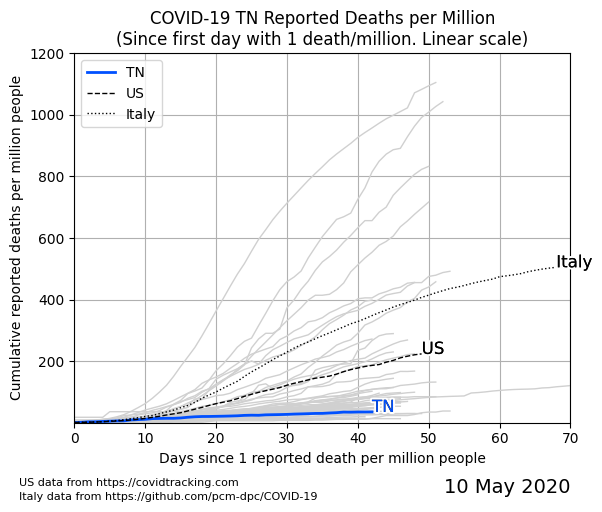 COVID-19 TN Reported Deaths per Million
(Since first day with 1 death/million. Linear scale)
Cumulative reported deaths per million people
1200
1000
800
600
400
200
TN
US
Italy
Italy
US
TN
0
10
20
30
40
50
60
70
Days since 1 reported death per million people
US data from https://covidtracking.com
Italy data from https://github.com/pcm-dpc/COVID-19
10 May 2020